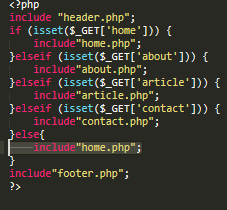 <?php
include "header.php";
if (isset($_GET['home'])) {
    include"home.php";
}elseif (isset($_GET['about'])) {
    include"about.php";
}elseif (isset($_GET['article'])) {
    include"article.php";
}elseif (isset($_GET['contact'])) {
    include"contact.php";
}else{
    include"home.php";
}
include"footer.php";
?>